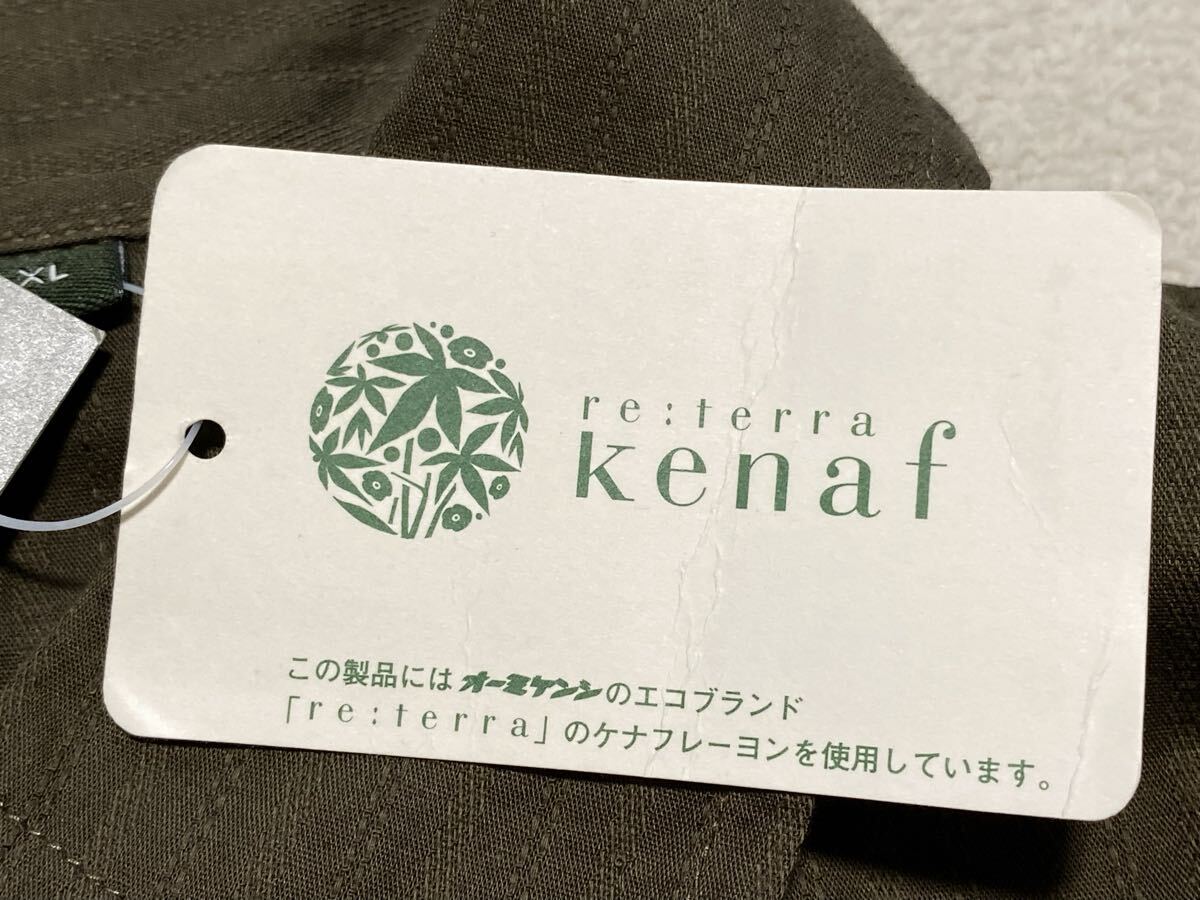 XL
re:terra
kenaf
この製品にはオーミケンシのエコブランド
「re:terra」のケナフレーヨンを使用しています。